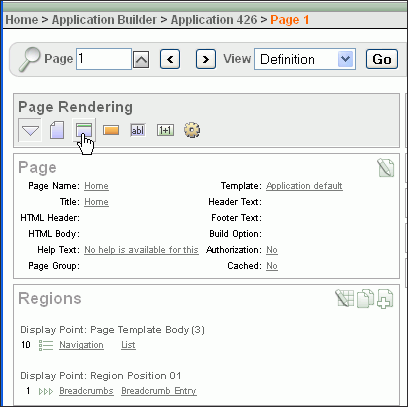 Home > Application Builder > Application 426 > Page 1
Page 1 < > View Definition Go
Page Rendering
ab| 1+1
Page
Page Name: Home Template: Application default
Title: Home Header Text:
HTML Header: Footer Text:
HTML Body: Build Option:
Help Text: No help is available for this Authorization: No
Page Group: Cached: No
Regions
Display Point: Page Template Body (3)
10 Navigation List
Display Point: Region Position 01
1 Breadcrumbs Breadcrumb Entry